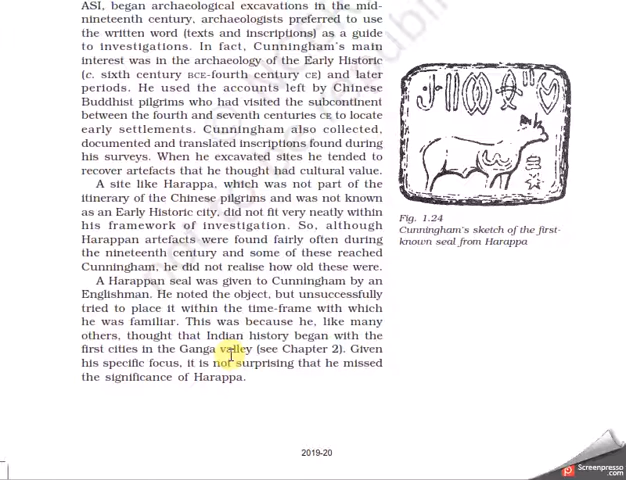 ASI, began archaeological excavations in the mid-
nineteenth century, archaeologists preferred to use
the written word (texts and inscriptions) as a guide
to investigations. In fact, Cunningham's main
interest was in the archaeology of the Early Historic
(c. sixth century BCE-fourth century CE) and later
periods. He used the accounts left by Chinese
Buddhist pilgrims who had visited the subcontinent
between the fourth and seventh centuries CE to locate
early settlements. Cunningham also collected,
documented and translated inscriptions found during
his surveys. When he excavated sites he tended to
recover artefacts that he thought had cultural value.
A site like Harappa, which was not part of the
itinerary of the Chinese pilgrims and was not known
as an Early Historic city, did not fit very neatly within
his framework of investigation. So, although
Harappan artefacts were found fairly often during
the nineteenth century and some of these reached
Cunningham, he did not realise how old these were.
A Harappan seal was given to Cunningham by an
Englishman. He noted the object, but unsuccessfully
tried to place it within the time-frame with which
he was familiar. This was because he, like many
others, thought that Indian history began with the
first cities in the Ganga valley (see Chapter 2). Given
his specific focus, it is not surprising that he missed
the significance of Harappa.
Fig. 1.24
Cunningham's sketch of the first-
known seal from Harappa
2019-20
Screenpresso
.com